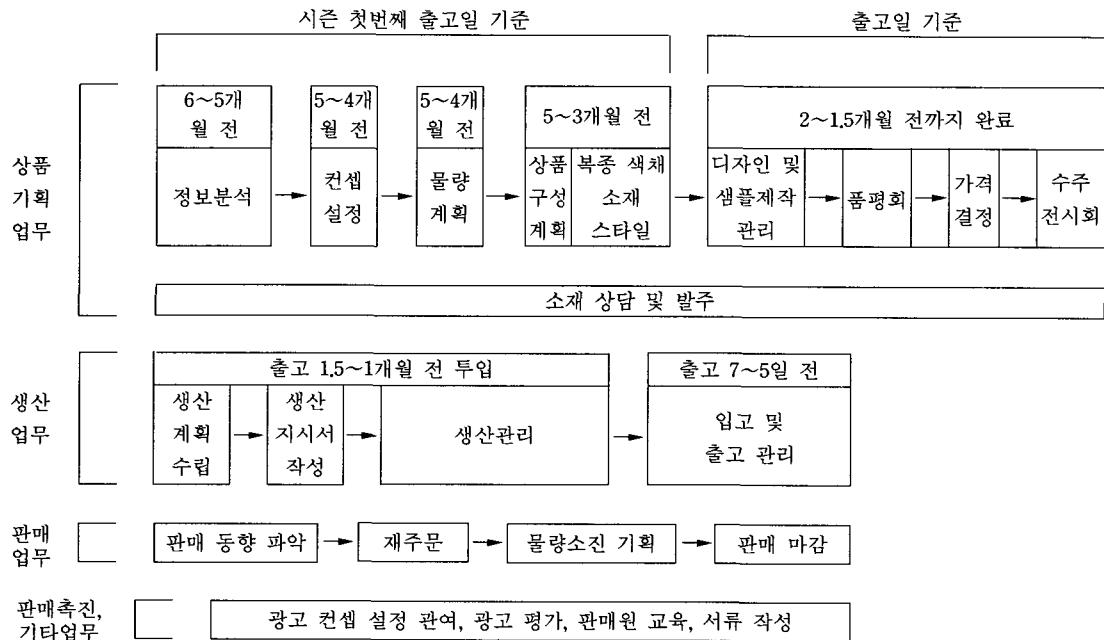 시즌 첫번째 출고일 기준
출고일 기준
상품
기획
업무
6~5개
월 전
정보분석
5~4개
월 전
컨셉
설정
5~4개
월 전
물량
계획
5~3개월 전
상품
구성
계획
복종 색채
소재
스타일
2~1.5개월 전까지 완료
디자인 및
샘플제작
관리
품평회
가격
결정
수주
전시회
소재 상담 및 발주
생산
업무
출고 1.5~1개월 전 투입
생산
계획
수립
생산
지시서
작성
생산관리
출고 7~5일 전
입고 및
출고 관리
판매
업무
판매 동향 파악
재주문
물량소진 기획
판매 마감
판매촉진,
기타업무
광고 컨셉 설정 관여, 광고 평가, 판매원 교육, 서류 작성